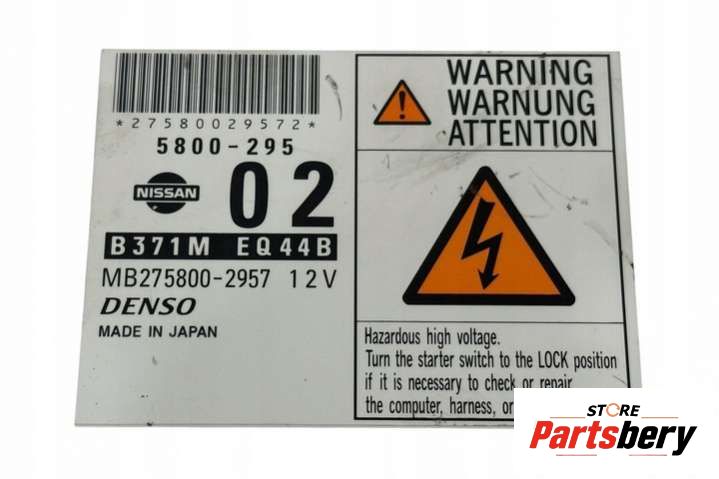 *275800029572*
5800-295
NISSAN 02
B371M EQ44B
MB275800-2957 12V
DENSO
MADE IN JAPAN
WARNING
WARNUNG
ATTENTION
Hazardous high voltage.
Turn the starter switch to the LOCK position
if it is necessary to check or repair
the computer, harness, or
STORE
Partsbery